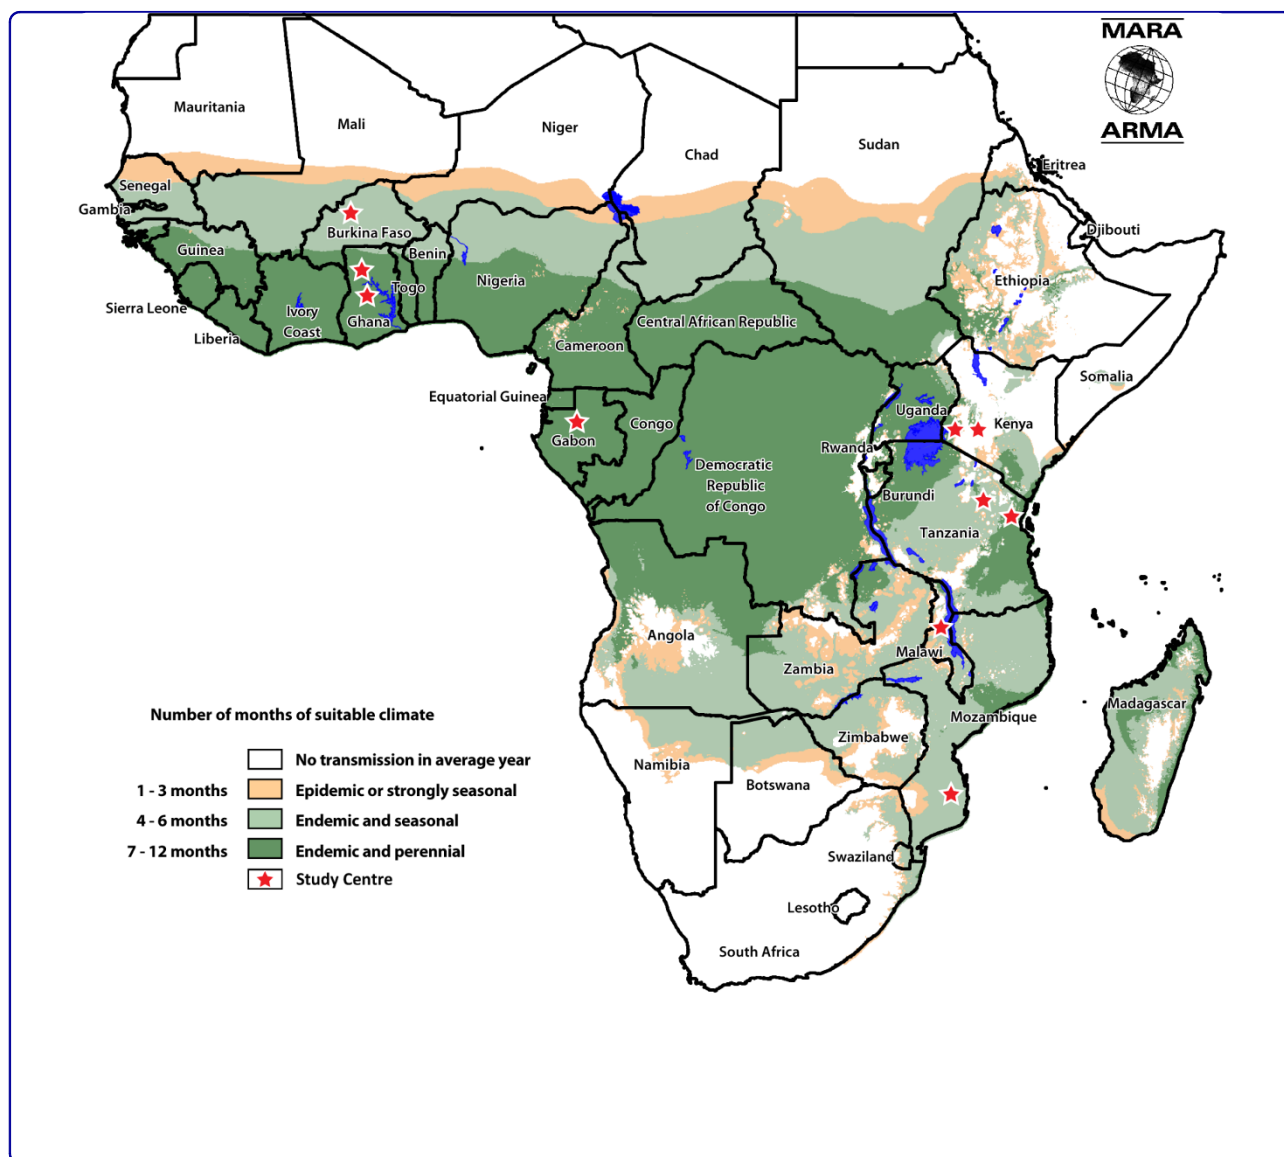 MARA
ARMA
Mauritania
Mali
Niger
Chad
Sudan
Eritrea
Senegal
Gambia
Burkina Faso
Djibouti
Guinea
Benin
Nigeria
Ethiopia
Togo
Sierra Leone
Ivory
Coast
Ghana
Liberia
Central African Republic
Cameroon
Somalia
Equatorial Guinea
Uganda
Congo
Kenya
Gabon
Rwanda
Democratic
Republic
of Congo
Burundi
Tanzania
Angola
Malawi
Zambia
Madagascar
Mozambique
Zimbabwe
Namibia
Botswana
Swaziland
Lesotho
South Africa
Number of months of suitable climate
No transmission in average year
1 - 3 months Epidemic or strongly seasonal
4 - 6 months Endemic and seasonal
7 - 12 months Endemic and perennial
Study Centre